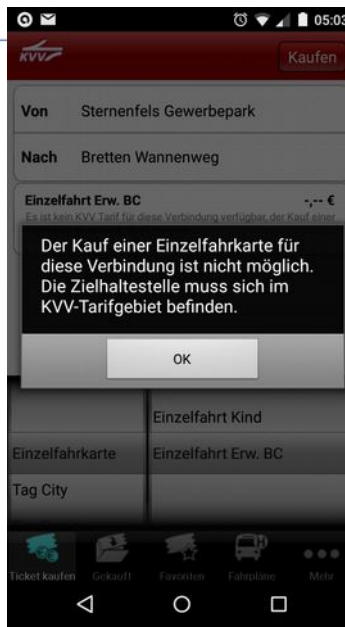 05:03
KVV
Kaufen
Von Sternenfels Gewerbepark
Nach Bretten Wannenweg
Einzelfahrt Erw. BC -,-- €
Es ist kein KVV Tarif für diese Verbindung verfügbar, der Kauf einer
Der Kauf einer Einzelfahrkarte für
diese Verbindung ist nicht möglich.
Die Zielhaltestelle muss sich im
KVV-Tarifgebiet befinden.
OK
Einzelfahrt Kind
Einzelfahrkarte Einzelfahrt Erw. BC
Tag City
Ticket kaufen Gekauft Favoriten Fahrpläne Mehr